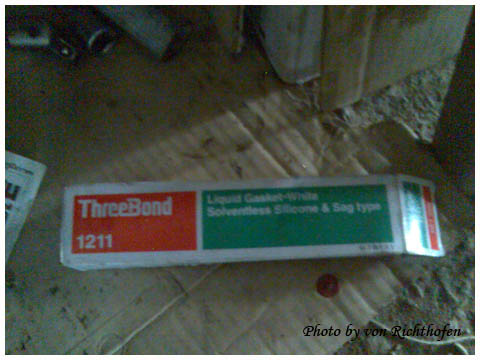 ThreeBond
1211
Liquid Gasket-White
Solventless Silicone & Sag type
Photo by von Richthofen